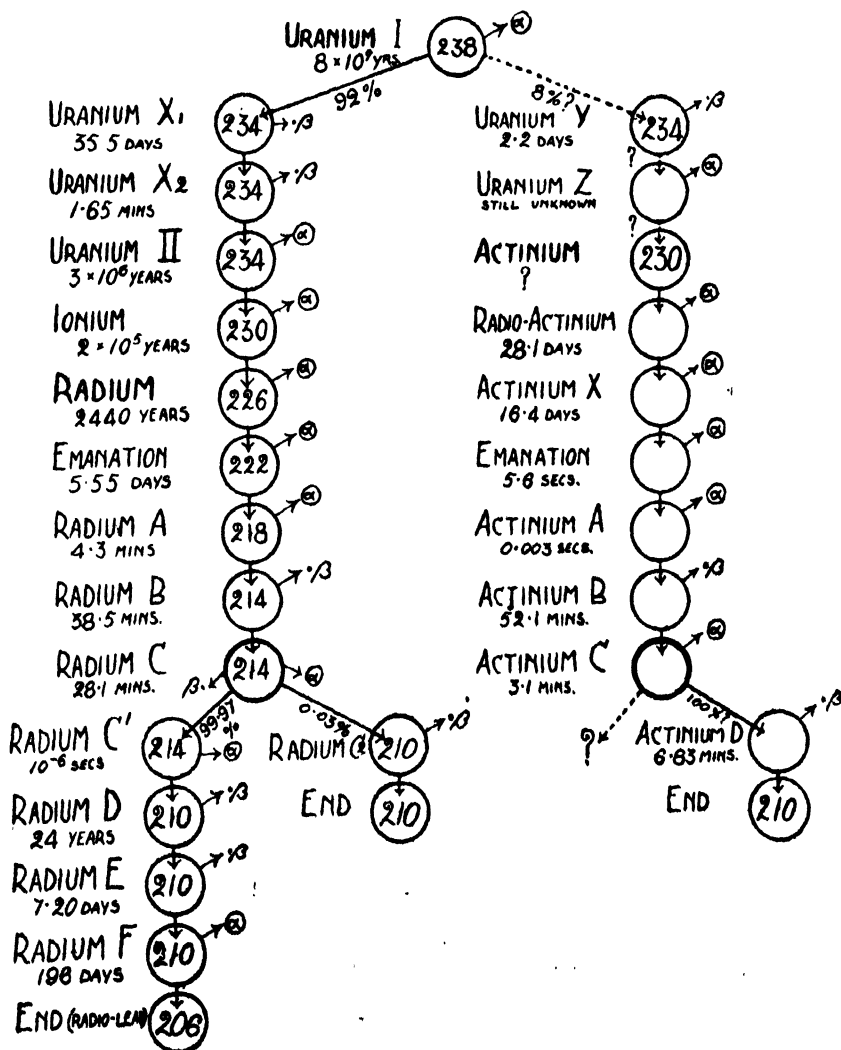 URANIUM I
8 × 10⁹ YRS.
238
α
92%
8%?
URANIUM X₁
35.5 DAYS
234
β
URANIUM X₂
1.65 MINS
234
β
URANIUM II
3 × 10⁶ YEARS
234
α
IONIUM
2 × 10⁵ YEARS
230
α
RADIUM
2440 YEARS
226
α
EMANATION
5.55 DAYS
222
α
RADIUM A
4.3 MINS
218
α
RADIUM B
38.5 MINS.
214
β
RADIUM C
28.1 MINS.
214
β
α
99.97
%
0.03%
RADIUM C'
10⁻⁶ SECS
214
α
RADIUM D
24 YEARS
210
β
RADIUM E
7.20 DAYS
210
β
RADIUM F
196 DAYS
210
α
END (RADIO-LEAD)
206
RADIUM C₂
210
β
END
210
URANIUM Y
2.2 DAYS
234
β
?
URANIUM Z
STILL UNKNOWN
α
?
ACTINIUM
?
230
RADIO-ACTINIUM
28.1 DAYS
α
ACTINIUM X
16.4 DAYS
α
EMANATION
5.6 SECS.
α
ACTINIUM A
0.003 SECS.
α
ACTINIUM B
52.1 MINS.
β
ACTINIUM C
3.1 MINS.
α
?
100%?
ACTINIUM D
6.83 MINS.
β
END
210